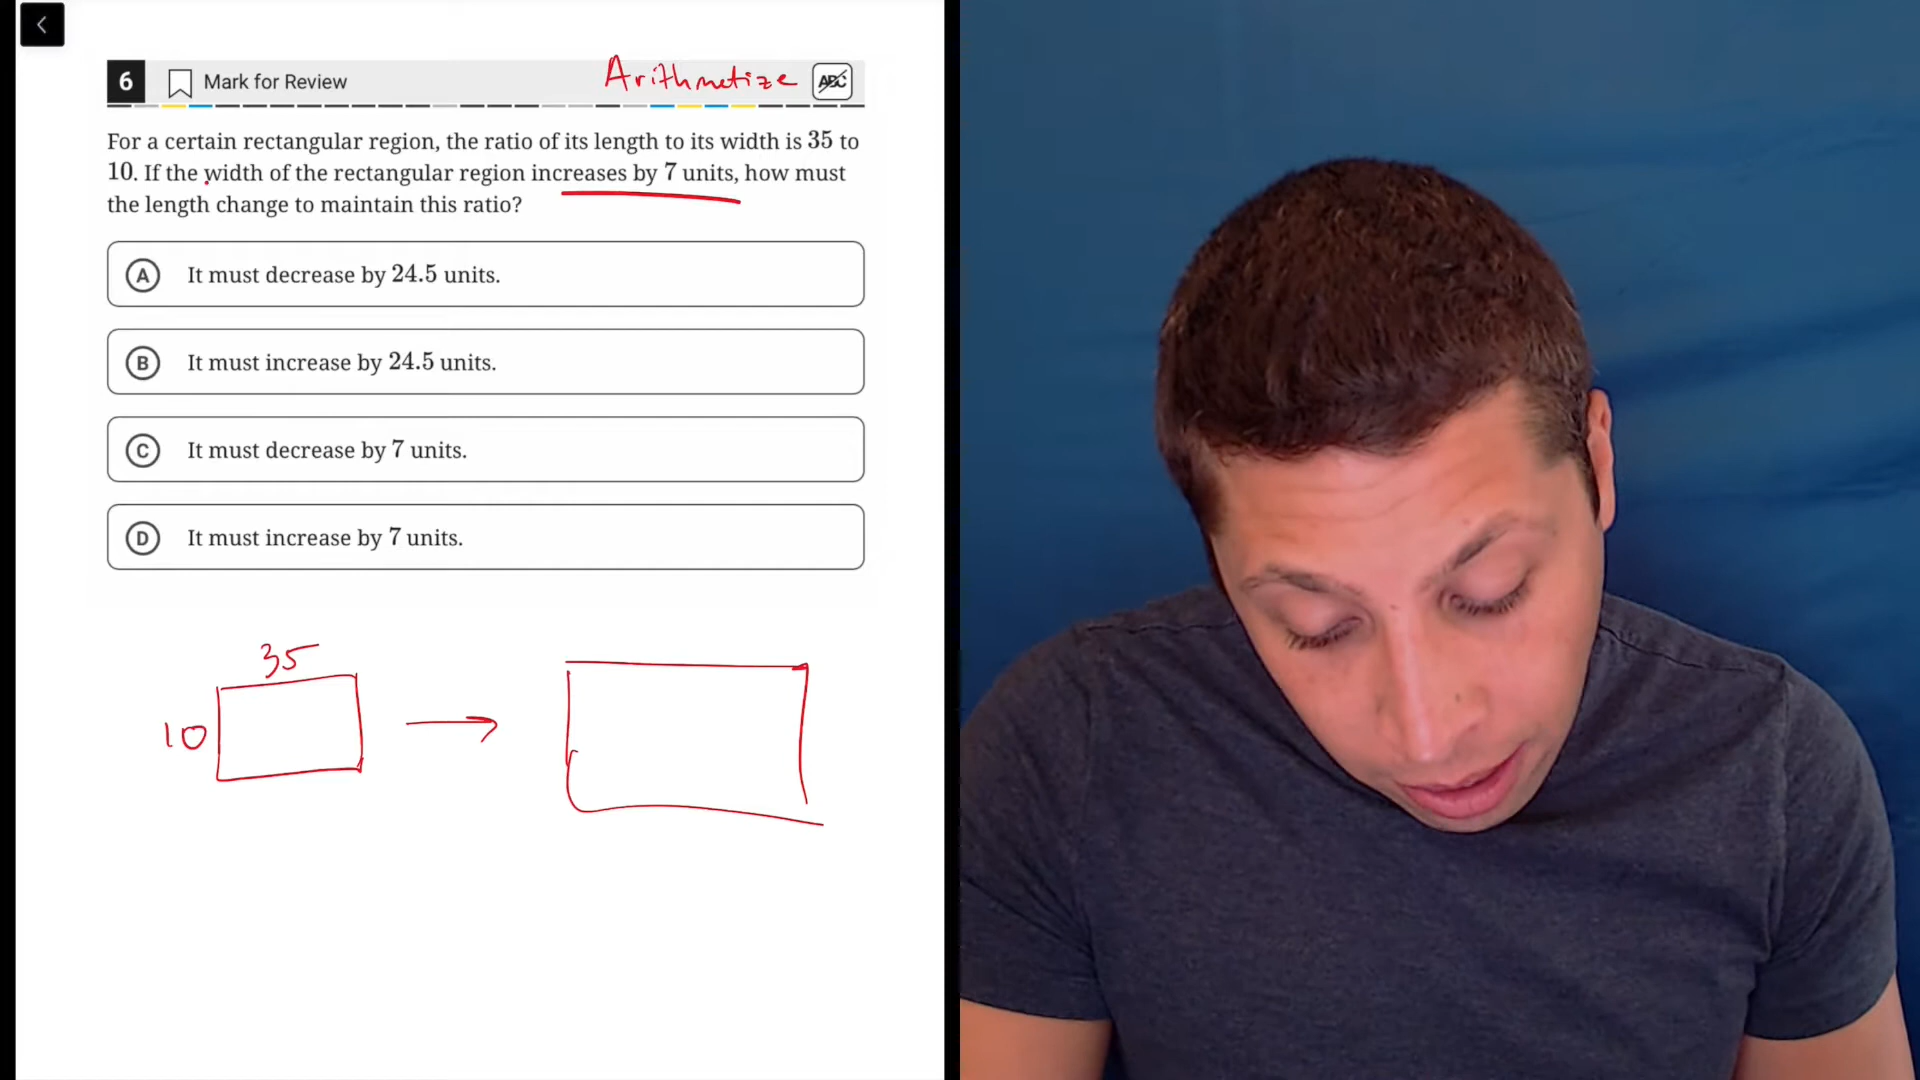 6 Mark for Review Arithmetize ABC
For a certain rectangular region, the ratio of its length to its width is 35 to
10. If the width of the rectangular region increases by 7 units, how must
the length change to maintain this ratio?
A It must decrease by 24.5 units.
B It must increase by 24.5 units.
C It must decrease by 7 units.
D It must increase by 7 units.
35
10